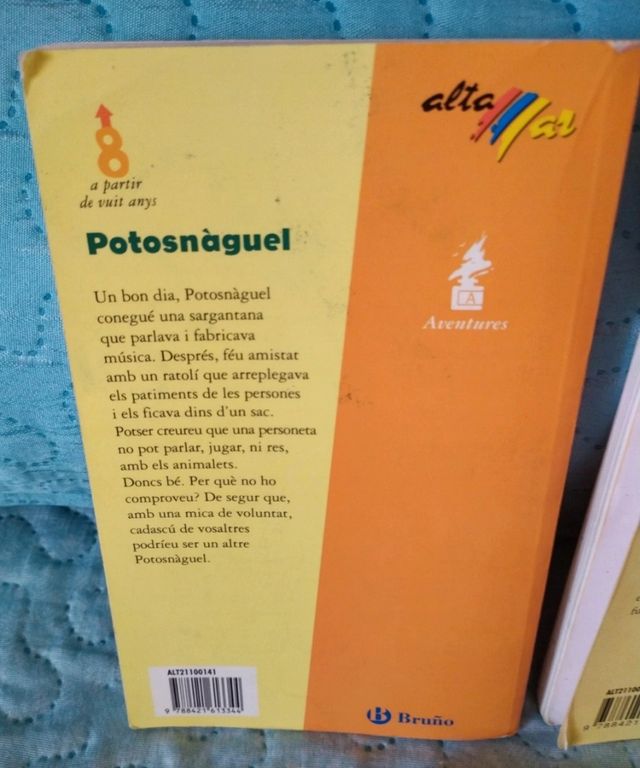 8
a partir
de vuit anys
alta
Mar
Potosnàguel
A
Aventures
Un bon dia, Potosnàguel
conegué una sargantana
que parlava i fabricava
música. Després, féu amistat
amb un ratolí que arreplegava
els patiments de les persones
i els ficava dins d'un sac.
Potser creureu que una personeta
no pot parlar, jugar, ni res,
amb els animalets.
Doncs bé. Per què no ho
comproveu? De segur que,
amb una mica de voluntat,
cadascú de vosaltres
podríeu ser un altre
Potosnàguel.
ALT21100141
9 788421 613344
Bruño